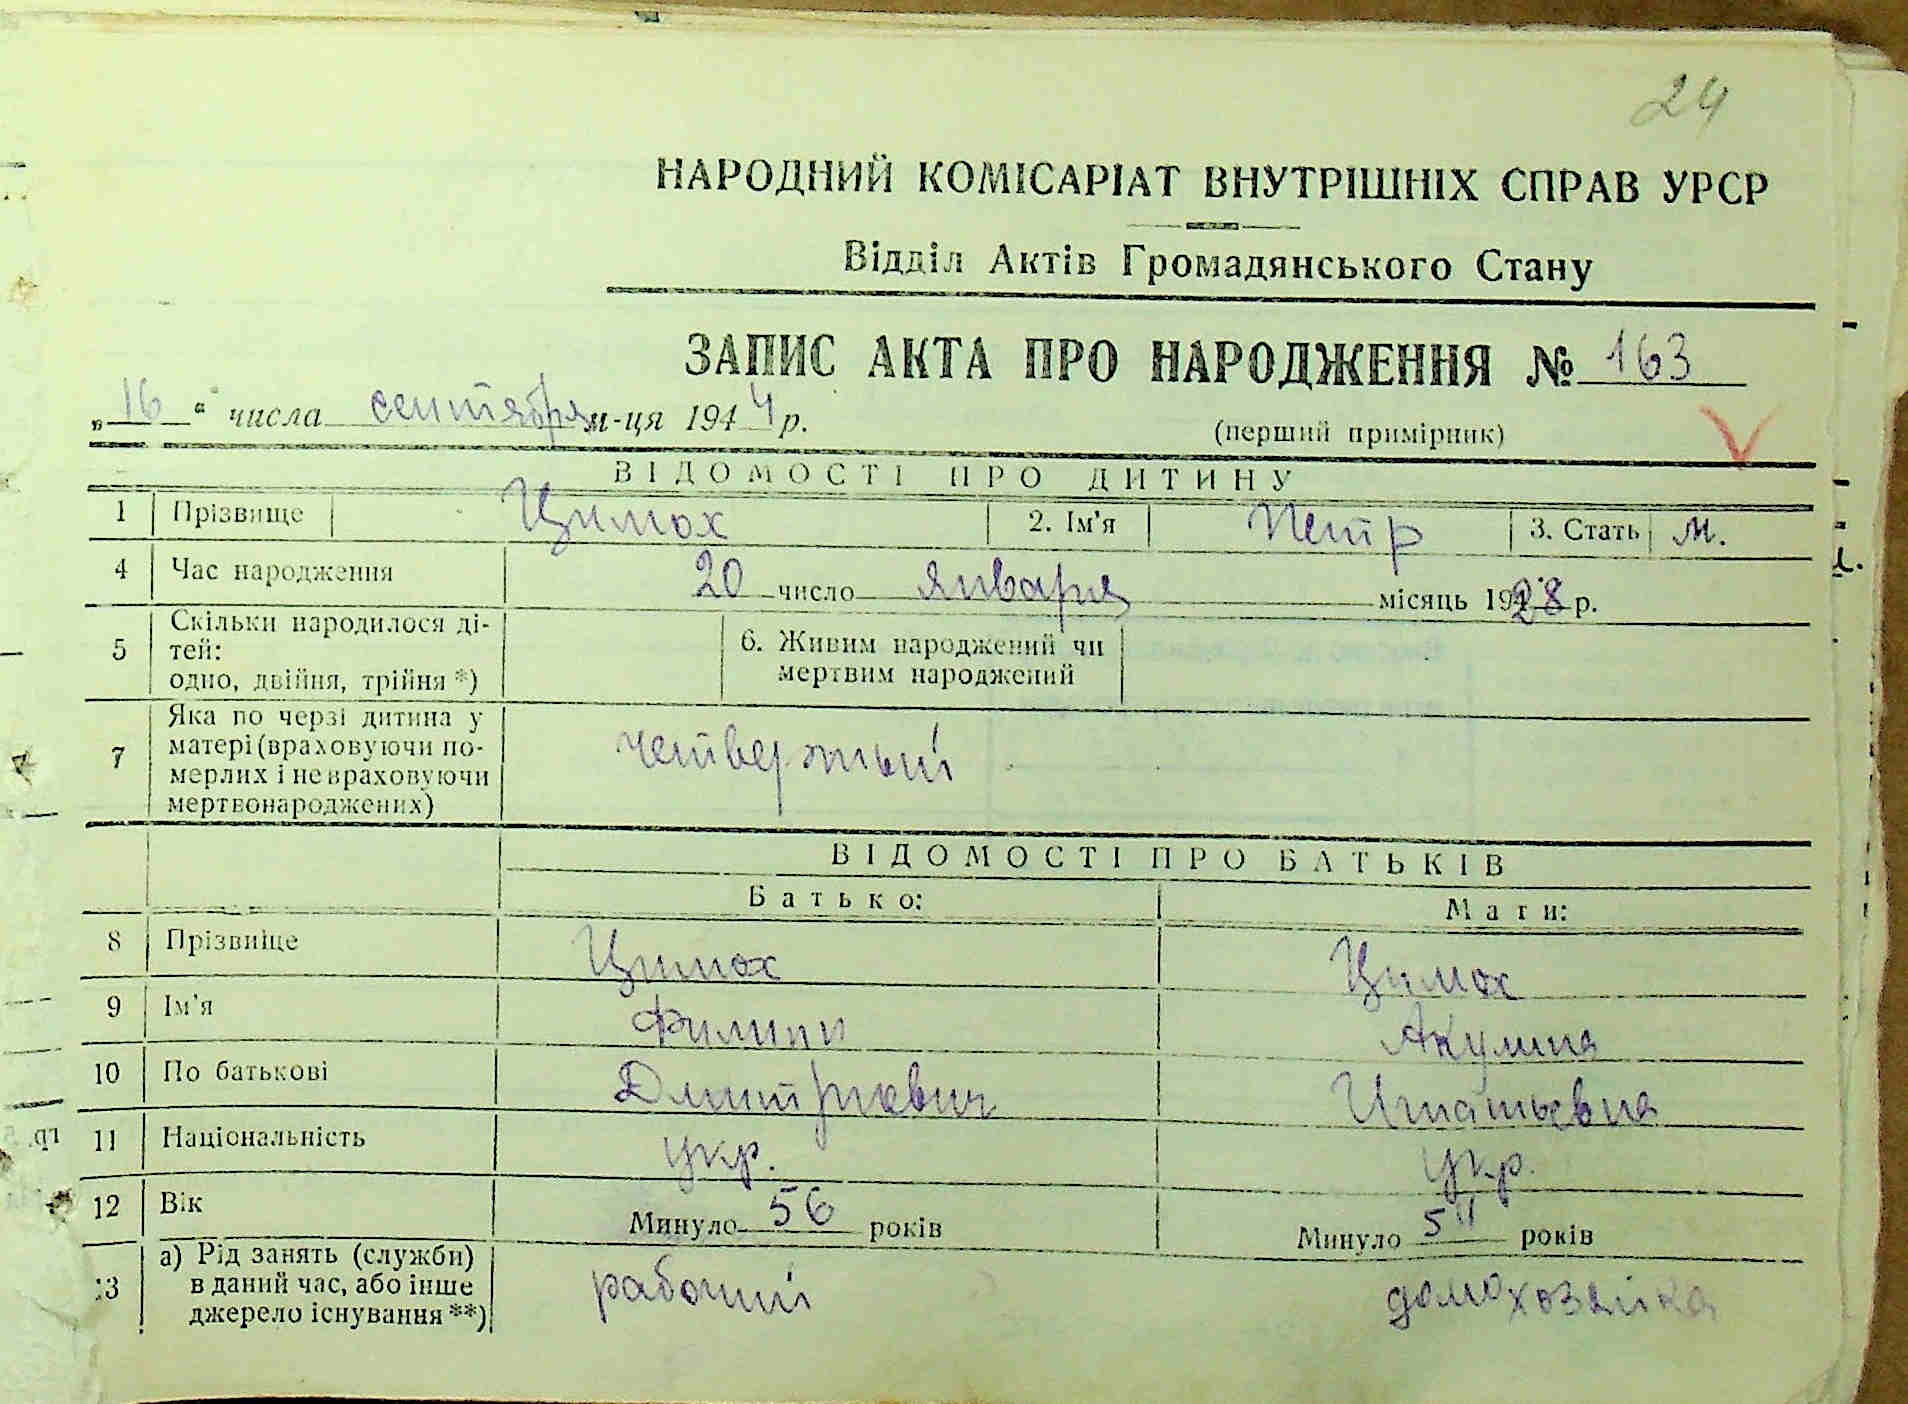 24
НАРОДНИЙ КОМІСАРІАТ ВНУТРІШНІХ СПРАВ УРСР
Відділ Актів Громадянського Стану
ЗАПИС АКТА ПРО НАРОДЖЕННЯ № 163
„16“ числа сентября м-ця 1944 р.
(перший примірник)
ВІДОМОСТІ ПРО ДИТИНУ
1 Прізвище Цимох 2. Ім'я Петр 3. Стать м.
4 Час народження 20 число января місяць 1928 р.
5 Скільки народилося ді-
тей:
одно, двійня, трійня *)
6. Живим народжений чи
мертвим народжений
7 Яка по черзі дитина у
матері (враховуючи по-
мерлих і не враховуючи
мертвонароджених)
четвертый
ВІДОМОСТІ ПРО БАТЬКІВ
Батько: Мати:
8 Прізвище Цимох Цимох
9 Ім'я Филипп Акулина
10 По батькові Дмитриевич Игнатьевна
11 Національність укр. укр.
12 Вік Минуло 56 років Минуло років
13 а) Рід занять (служби)
в даний час, або інше
джерело існування **)
рабочий домохозяйка